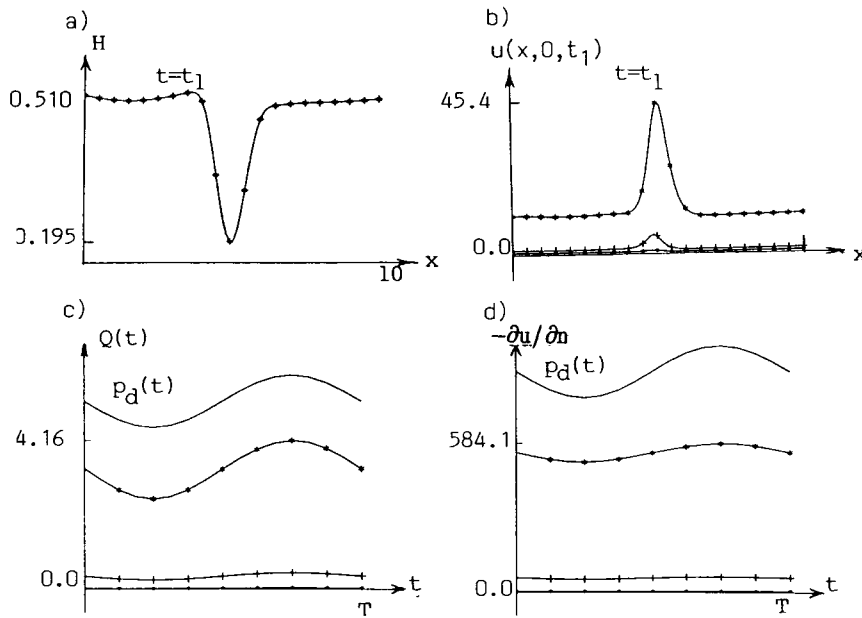 a)
H
t=t1
0.510
0.195
10
x
b)
u(x,0,t1)
t=t1
45.4
0.0
x
c)
Q(t)
pd(t)
4.16
0.0
T
t
d)
-∂u/∂n
pd(t)
584.1
0.0
T
t